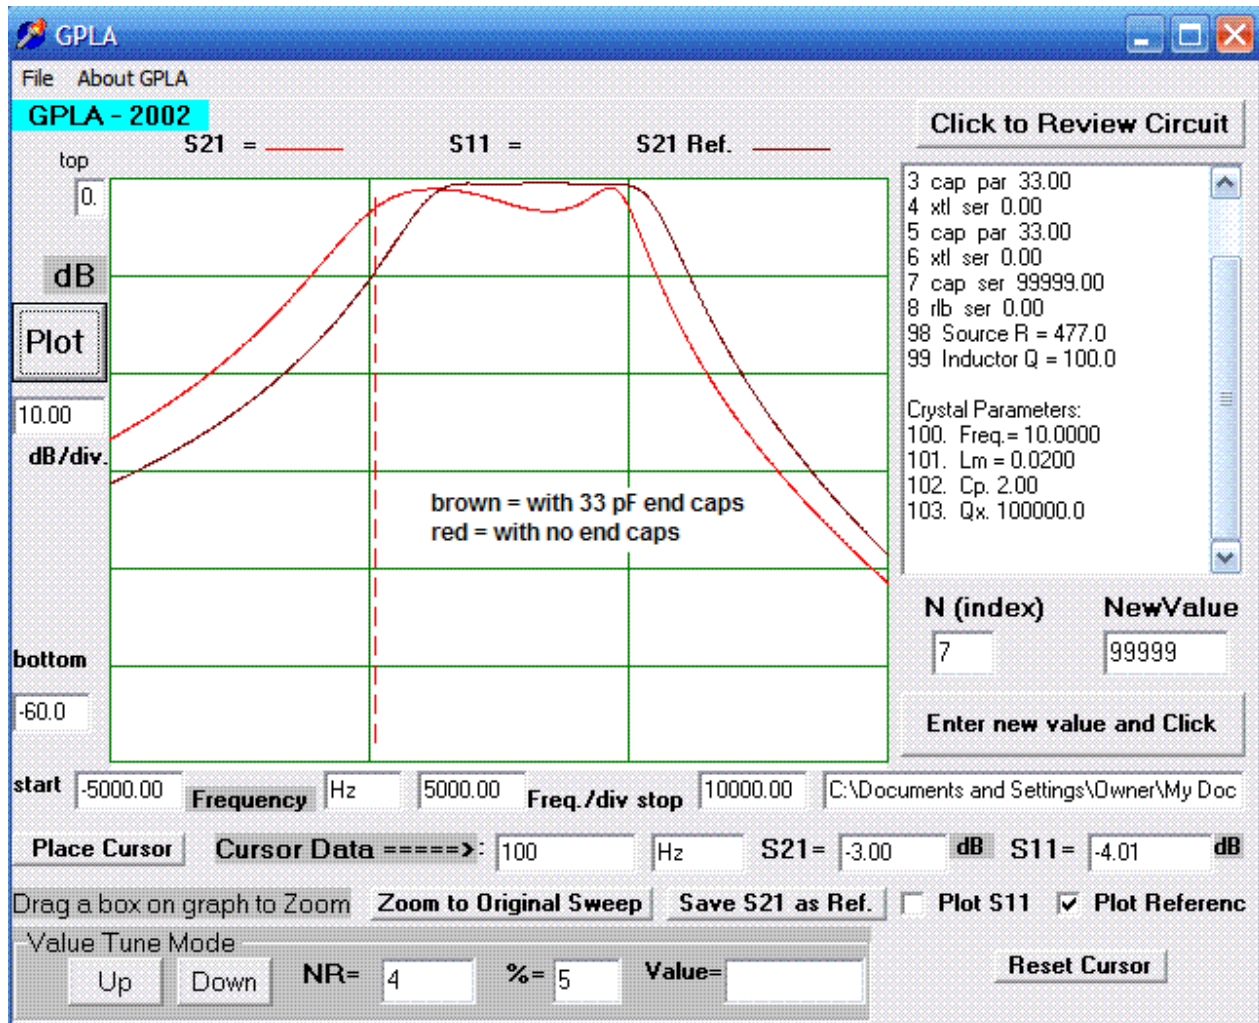 GPLA
File About GPLA
GPLA - 2002
S21 = S11 = S21 Ref.
Click to Review Circuit
top
0.
dB
Plot
10.00
dB/div.
bottom
-60.0
brown = with 33 pF end caps
red = with no end caps
3 cap par 33.00
4 xtl ser 0.00
5 cap par 33.00
6 xtl ser 0.00
7 cap ser 99999.00
8 rlb ser 0.00
98 Source R = 477.0
99 Inductor Q = 100.0
Crystal Parameters:
100. Freq.= 10.0000
101. Lm = 0.0200
102. Cp. 2.00
103. Qx. 100000.0
N (index) NewValue
7 99999
Enter new value and Click
start -5000.00 Frequency Hz 5000.00 Freq./div stop 10000.00 C:\Documents and Settings\Owner\My Doc
Place Cursor Cursor Data =====>: 100 Hz S21= -3.00 dB S11= -4.01 dB
Drag a box on graph to Zoom Zoom to Original Sweep Save S21 as Ref. Plot S11 Plot Referenc
Value Tune Mode
Up Down NR= 4 %= 5 Value= Reset Cursor